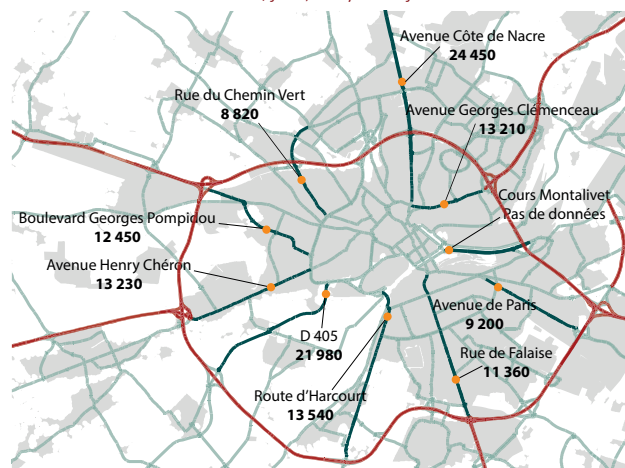 Avenue Côte de Nacre
24 450
Rue du Chemin Vert
8 820
Avenue Georges Clémenceau
13 210
Cours Montalivet
Pas de données
Boulevard Georges Pompidou
12 450
Avenue Henry Chéron
13 230
Avenue de Paris
9 200
D 405
21 980
Rue de Falaise
11 360
Route d'Harcourt
13 540